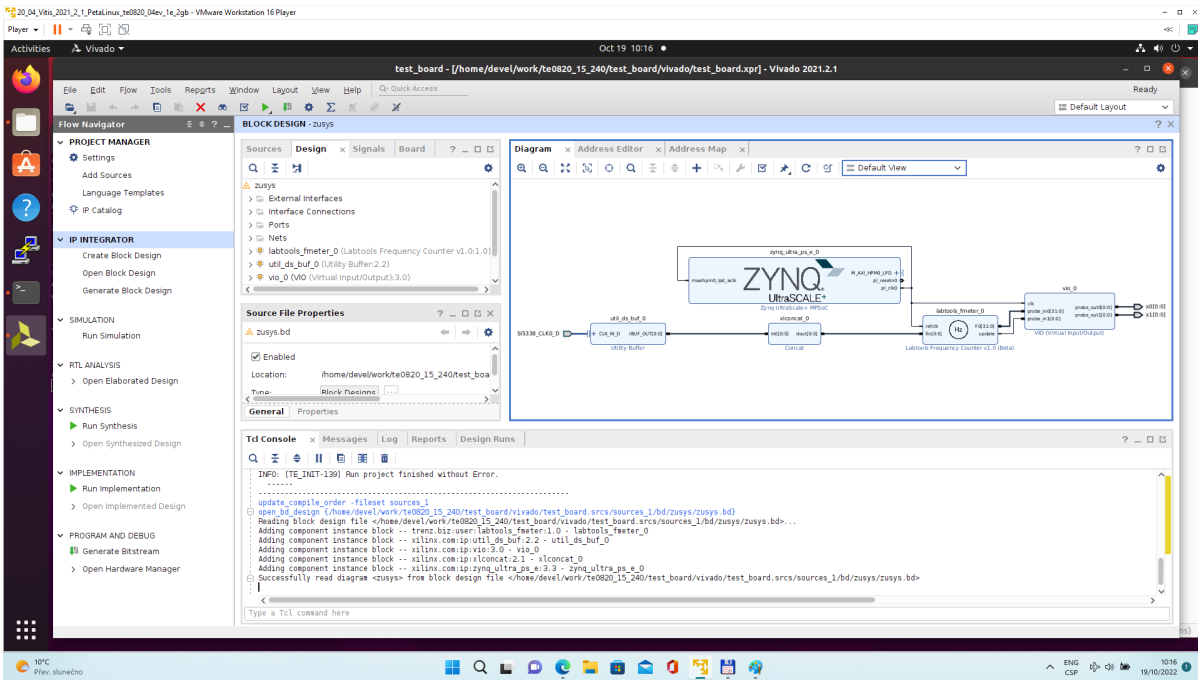 20_04_Vitis_2021_2_1_PetaLinux_te0820_04ev_1e_2gb - VMware Workstation 16 Player
Player
Activities Vivado Oct 19 10:16
test_board - [/home/devel/work/te0820_15_240/test_board/vivado/test_board.xpr] - Vivado 2021.2.1
File Edit Flow Tools Reports Window Layout View Help Quick Access Ready
Default Layout
Flow Navigator
PROJECT MANAGER
Settings
Add Sources
Language Templates
IP Catalog
IP INTEGRATOR
Create Block Design
Open Block Design
Generate Block Design
SIMULATION
Run Simulation
RTL ANALYSIS
Open Elaborated Design
SYNTHESIS
Run Synthesis
Open Synthesized Design
IMPLEMENTATION
Run Implementation
Open Implemented Design
PROGRAM AND DEBUG
Generate Bitstream
Open Hardware Manager
BLOCK DESIGN - zusys
Sources Design Signals Board
zusys
External Interfaces
Interface Connections
Ports
Nets
labtools_fmeter_0 (Labtools Frequency Counter v1.0:1.0)
util_ds_buf_0 (Utility Buffer:2.2)
vio_0 (VIO (Virtual Input/Output):3.0)
Source File Properties
zusys.bd
Enabled
Location: /home/devel/work/te0820_15_240/test_boa
Type: Block Designs
General Properties
Diagram Address Editor Address Map
Default View
zynq_ultra_ps_e_0
maxihpm0_lpd_aclk
ZYNQ
UltraSCALE+
M_AXI_HPM0_LPD
pl_resetn0
pl_clk0
Zynq UltraScale+ MPSoC
util_ds_buf_0
SI5338_CLK0_D
CLK_IN_D IBUF_OUT[0:0]
Utility Buffer
xlconcat_0
In0[0:0] dout[0:0]
Concat
labtools_fmeter_0
refclk F0[31:0]
fin[0:0] update
Hz
Labtools Frequency Counter v1.0 (Beta)
vio_0
clk
probe_in0[31:0] probe_out0[0:0]
probe_in1[0:0] probe_out1[0:0]
VIO (Virtual Input/Output)
x0[0:0]
x1[0:0]
Tcl Console Messages Log Reports Design Runs
INFO: [TE_INIT-139] Run project finished without Error.
------
----------------------------------------------------------------------
update_compile_order -fileset sources_1
open_bd_design {/home/devel/work/te0820_15_240/test_board/vivado/test_board.srcs/sources_1/bd/zusys/zusys.bd}
Reading block design file </home/devel/work/te0820_15_240/test_board/vivado/test_board.srcs/sources_1/bd/zusys/zusys.bd>...
Adding component instance block -- trenz.biz:user:labtools_fmeter:1.0 - labtools_fmeter_0
Adding component instance block -- xilinx.com:ip:util_ds_buf:2.2 - util_ds_buf_0
Adding component instance block -- xilinx.com:ip:vio:3.0 - vio_0
Adding component instance block -- xilinx.com:ip:xlconcat:2.1 - xlconcat_0
Adding component instance block -- xilinx.com:ip:zynq_ultra_ps_e:3.3 - zynq_ultra_ps_e_0
Successfully read diagram <zusys> from block design file </home/devel/work/te0820_15_240/test_board/vivado/test_board.srcs/sources_1/bd/zusys/zusys.bd>
Type a Tcl command here
10°C
Přev. slunečno
ENG
CSP
10:16
19/10/2022
1